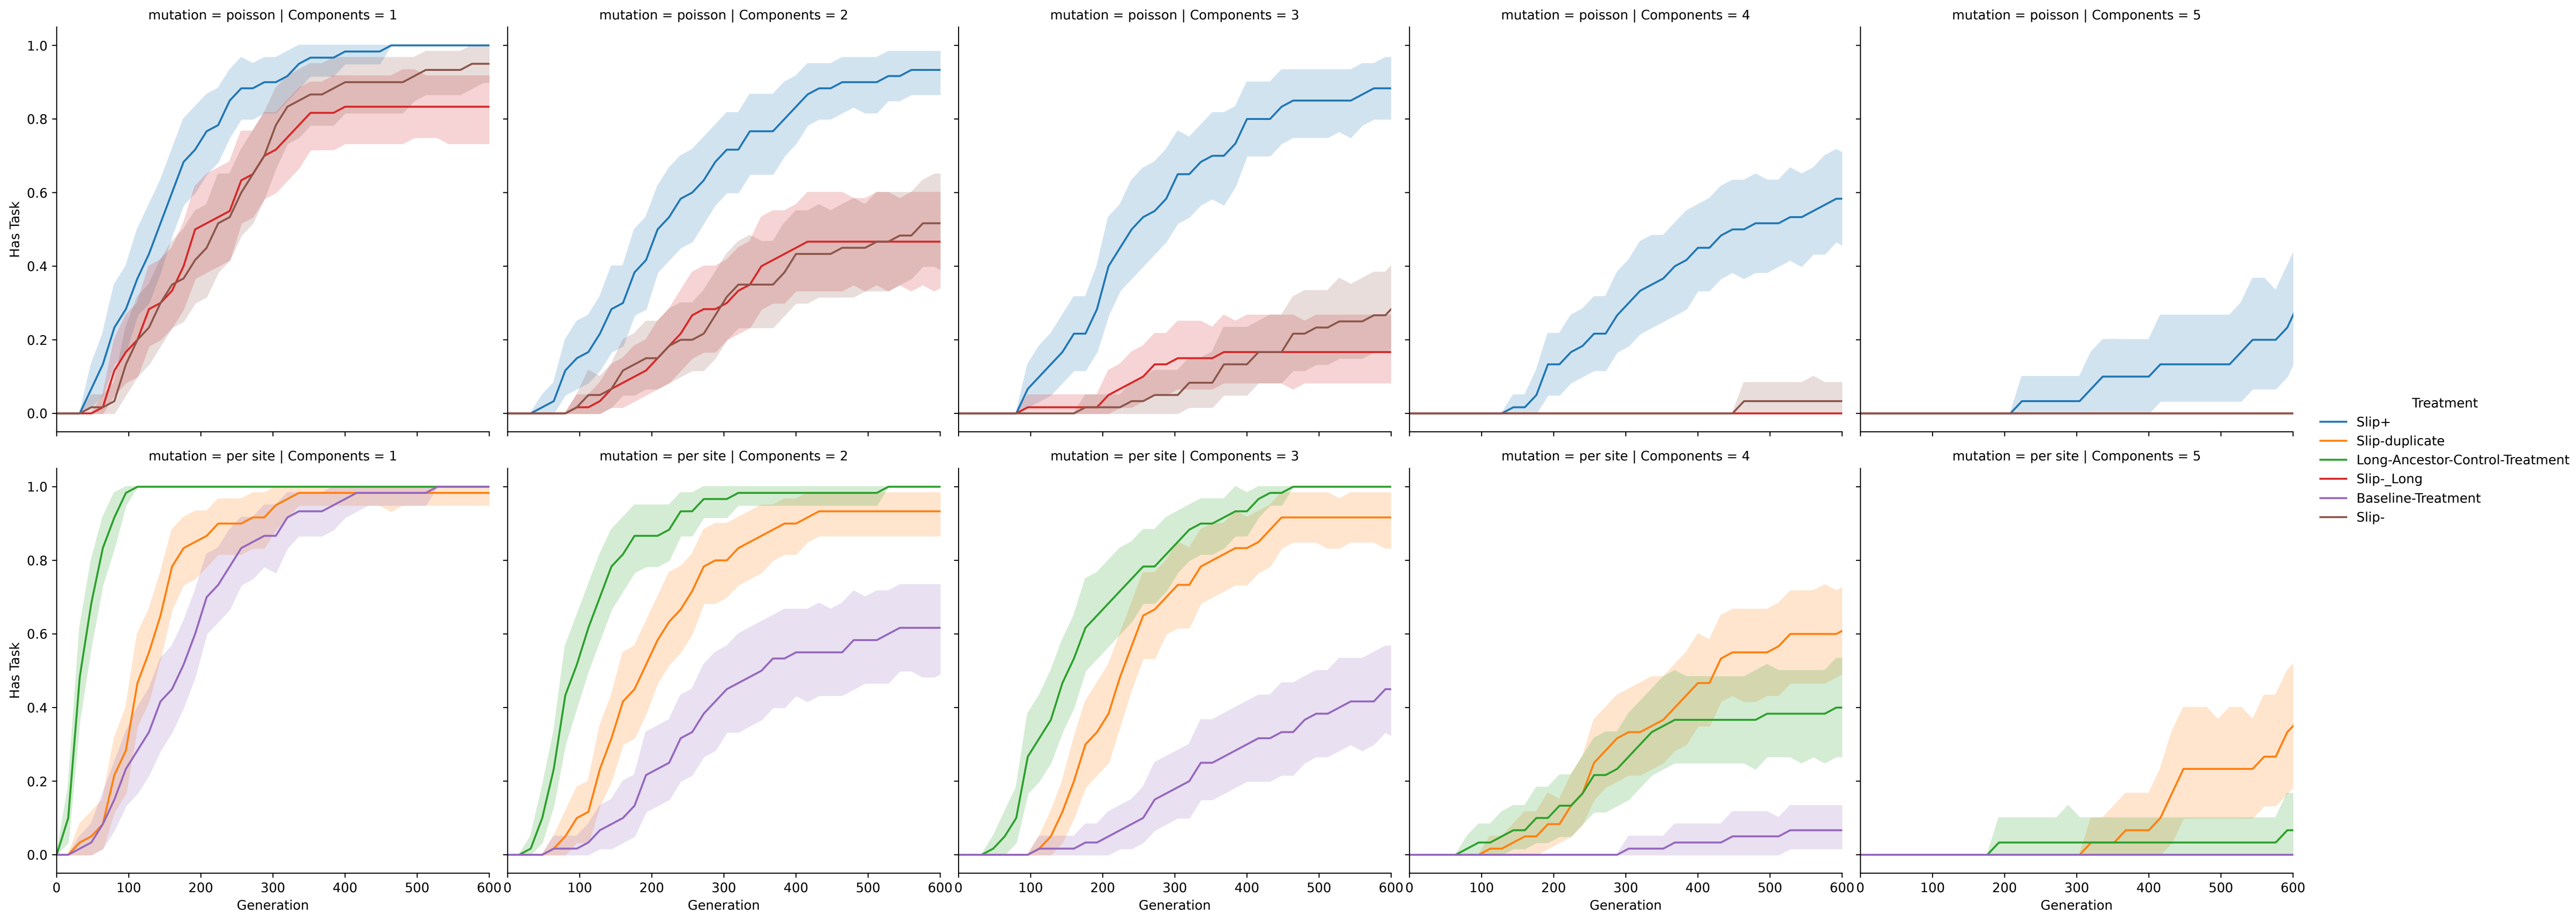 mutation = poisson | Components = 1
mutation = poisson | Components = 2
mutation = poisson | Components = 3
mutation = poisson | Components = 4
mutation = poisson | Components = 5
1.0
0.8
0.6
0.4
0.2
0.0
Has Task
mutation = per site | Components = 1
mutation = per site | Components = 2
mutation = per site | Components = 3
mutation = per site | Components = 4
mutation = per site | Components = 5
1.0
0.8
0.6
0.4
0.2
0.0
Has Task
0 100 200 300 400 500 600
0 100 200 300 400 500 600
0 100 200 300 400 500 600
0 100 200 300 400 500 600
0 100 200 300 400 500 600
Generation
Generation
Generation
Generation
Generation
Treatment
Slip+
Slip-duplicate
Long-Ancestor-Control-Treatment
Slip-_Long
Baseline-Treatment
Slip-